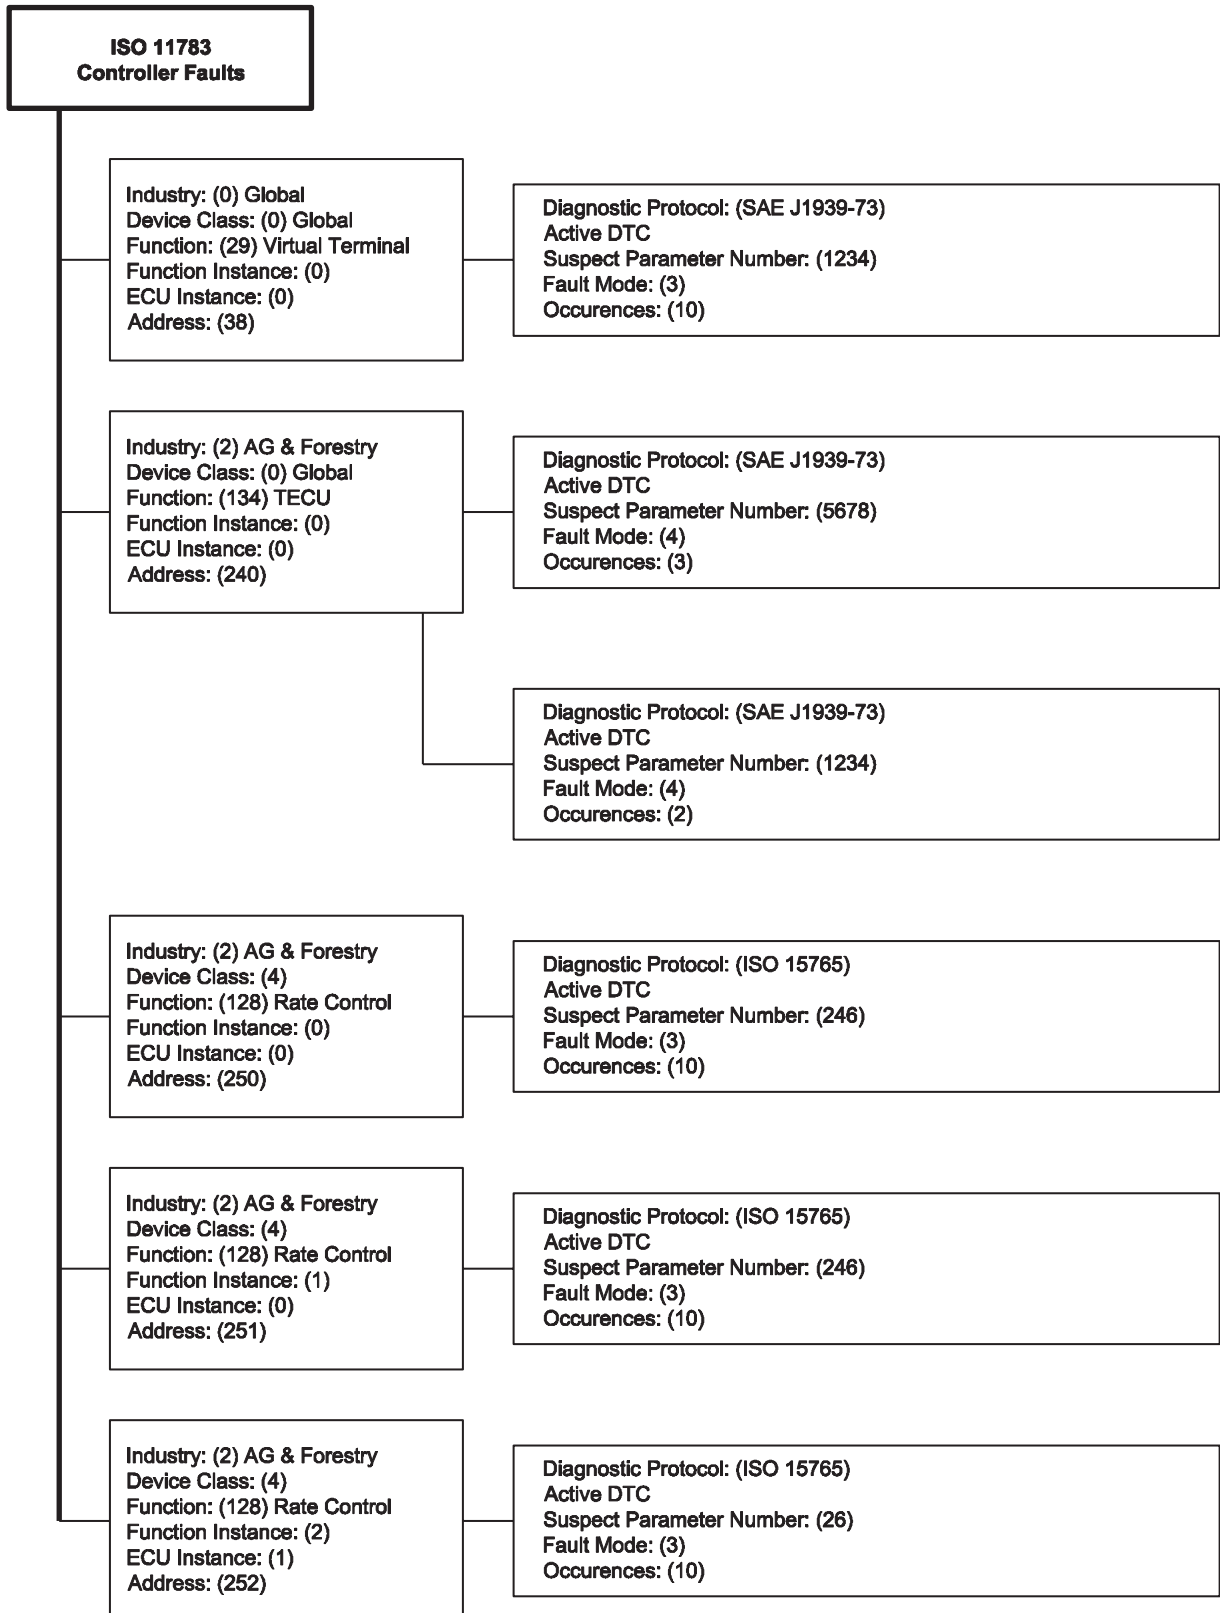 ISO 11783
Controller Faults
Industry: (0) Global
Device Class: (0) Global
Function: (29) Virtual Terminal
Function Instance: (0)
ECU Instance: (0)
Address: (38)
Diagnostic Protocol: (SAE J1939-73)
Active DTC
Suspect Parameter Number: (1234)
Fault Mode: (3)
Occurences: (10)
Industry: (2) AG & Forestry
Device Class: (0) Global
Function: (134) TECU
Function Instance: (0)
ECU Instance: (0)
Address: (240)
Diagnostic Protocol: (SAE J1939-73)
Active DTC
Suspect Parameter Number: (5678)
Fault Mode: (4)
Occurences: (3)
Diagnostic Protocol: (SAE J1939-73)
Active DTC
Suspect Parameter Number: (1234)
Fault Mode: (4)
Occurences: (2)
Industry: (2) AG & Forestry
Device Class: (4)
Function: (128) Rate Control
Function Instance: (0)
ECU Instance: (0)
Address: (250)
Diagnostic Protocol: (ISO 15765)
Active DTC
Suspect Parameter Number: (246)
Fault Mode: (3)
Occurences: (10)
Industry: (2) AG & Forestry
Device Class: (4)
Function: (128) Rate Control
Function Instance: (1)
ECU Instance: (0)
Address: (251)
Diagnostic Protocol: (ISO 15765)
Active DTC
Suspect Parameter Number: (246)
Fault Mode: (3)
Occurences: (10)
Industry: (2) AG & Forestry
Device Class: (4)
Function: (128) Rate Control
Function Instance: (2)
ECU Instance: (1)
Address: (252)
Diagnostic Protocol: (ISO 15765)
Active DTC
Suspect Parameter Number: (26)
Fault Mode: (3)
Occurences: (10)